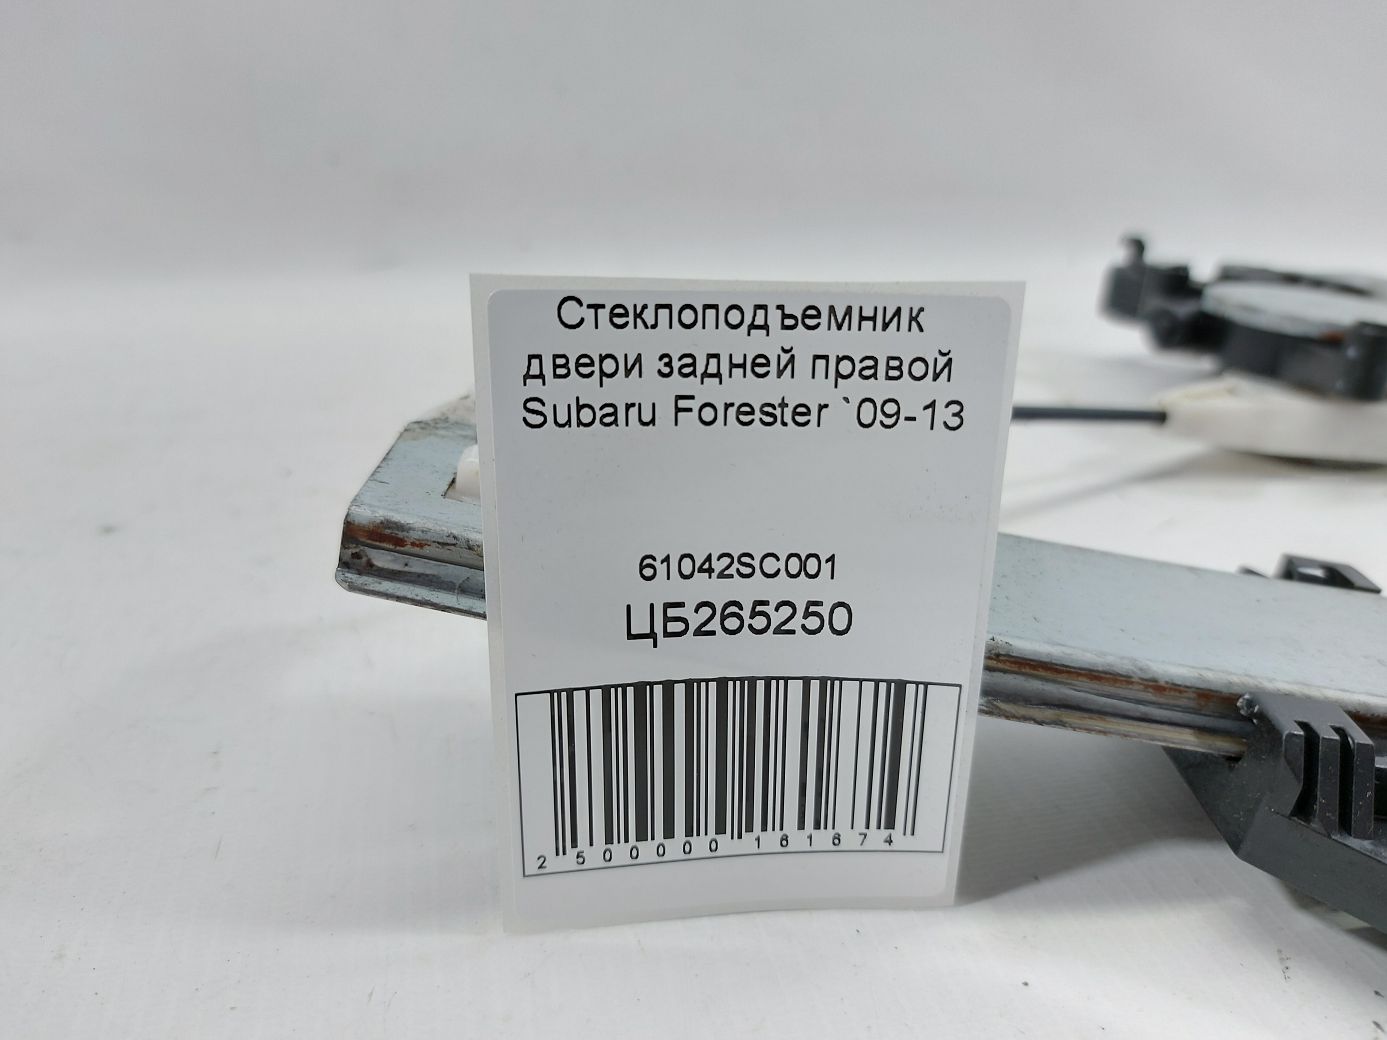 Стеклоподъемник
двери задней правой
Subaru Forester `09-13
61042SC001
ЦБ265250
2 500000 161674